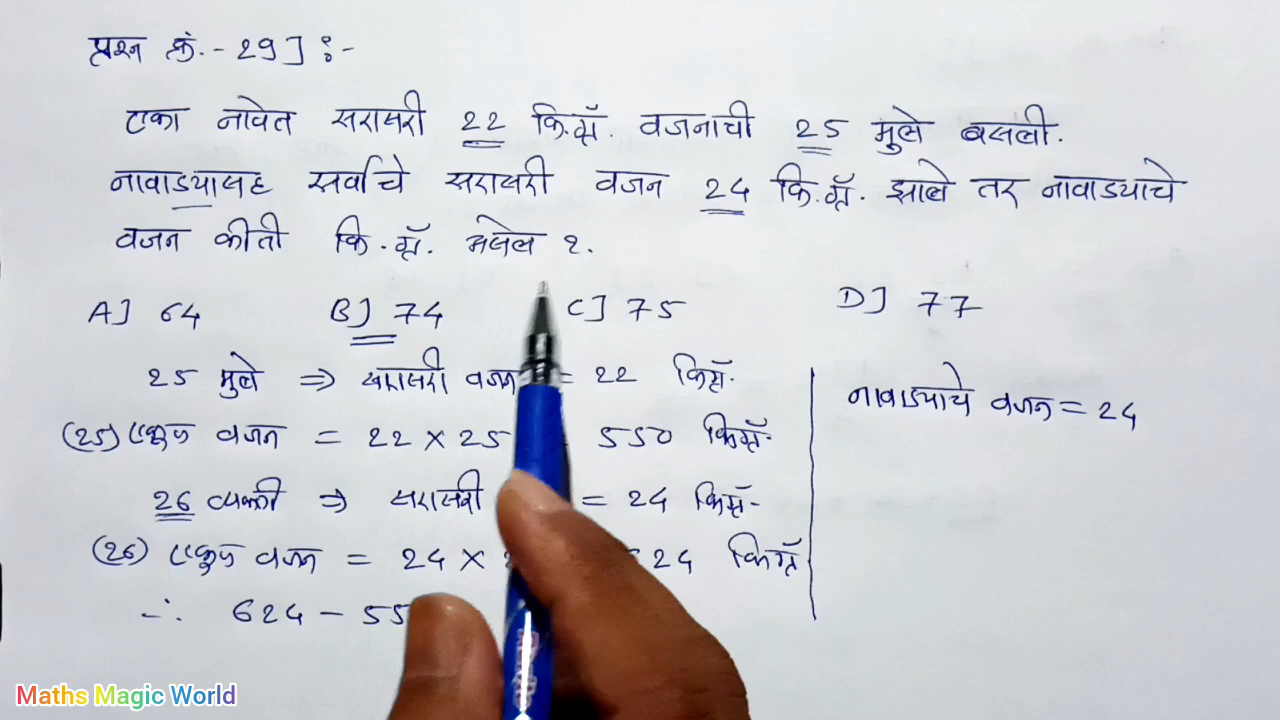 प्रश्न क्रं. - 29] :-
एका नावेत सरासरी 22 कि.ग्रॅ. वजनाची 25 मुले बसली.
नावाड्यासह सर्वांचे सरासरी वजन 24 कि.ग्रॅ. झाले तर नावाड्याचे
वजन कीती कि.ग्रॅ. असेल ?.
A] 64 B] 74 C] 75 D] 77
25 मुले ⇒ सरासरी वजन = 22 किग्रॅ.
(25) एकूण वजन = 22 × 25 550 किग्रॅ.
26 व्यक्ती ⇒ सरासरी = 24 किग्रॅ.
(26) एकूण वजन = 24 × 24 किग्रॅ
∴ 624 - 55
नावाड्याचे वजन = 24
Maths Magic World